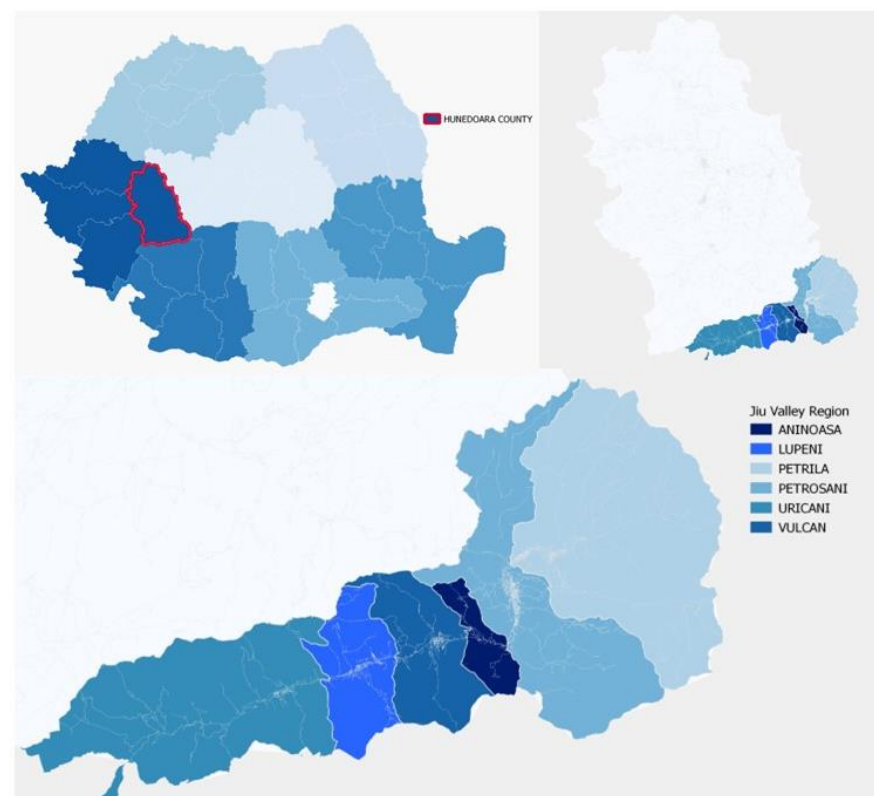 HUNEDOARA COUNTY
Jiu Valley Region
ANINOASA
LUPENI
PETRILA
PETROSANI
URICANI
VULCAN